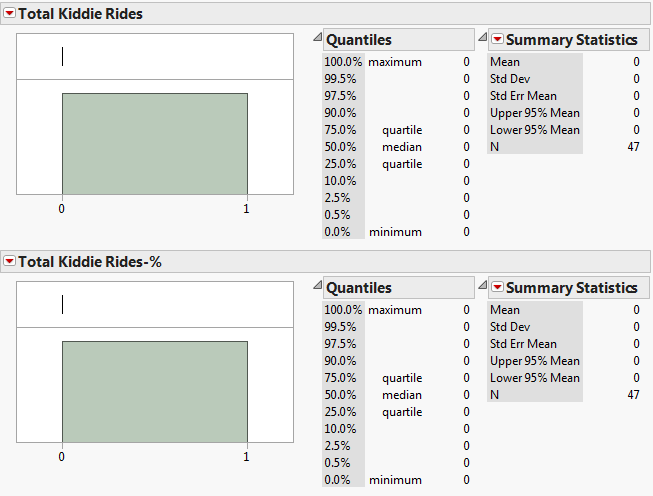 Total Kiddie Rides
0 1
Quantiles
100.0% maximum 0
99.5% 0
97.5% 0
90.0% 0
75.0% quartile 0
50.0% median 0
25.0% quartile 0
10.0% 0
2.5% 0
0.5% 0
0.0% minimum 0
Summary Statistics
Mean 0
Std Dev 0
Std Err Mean 0
Upper 95% Mean 0
Lower 95% Mean 0
N 47
Total Kiddie Rides-%
0 1
Quantiles
100.0% maximum 0
99.5% 0
97.5% 0
90.0% 0
75.0% quartile 0
50.0% median 0
25.0% quartile 0
10.0% 0
2.5% 0
0.5% 0
0.0% minimum 0
Summary Statistics
Mean 0
Std Dev 0
Std Err Mean 0
Upper 95% Mean 0
Lower 95% Mean 0
N 47